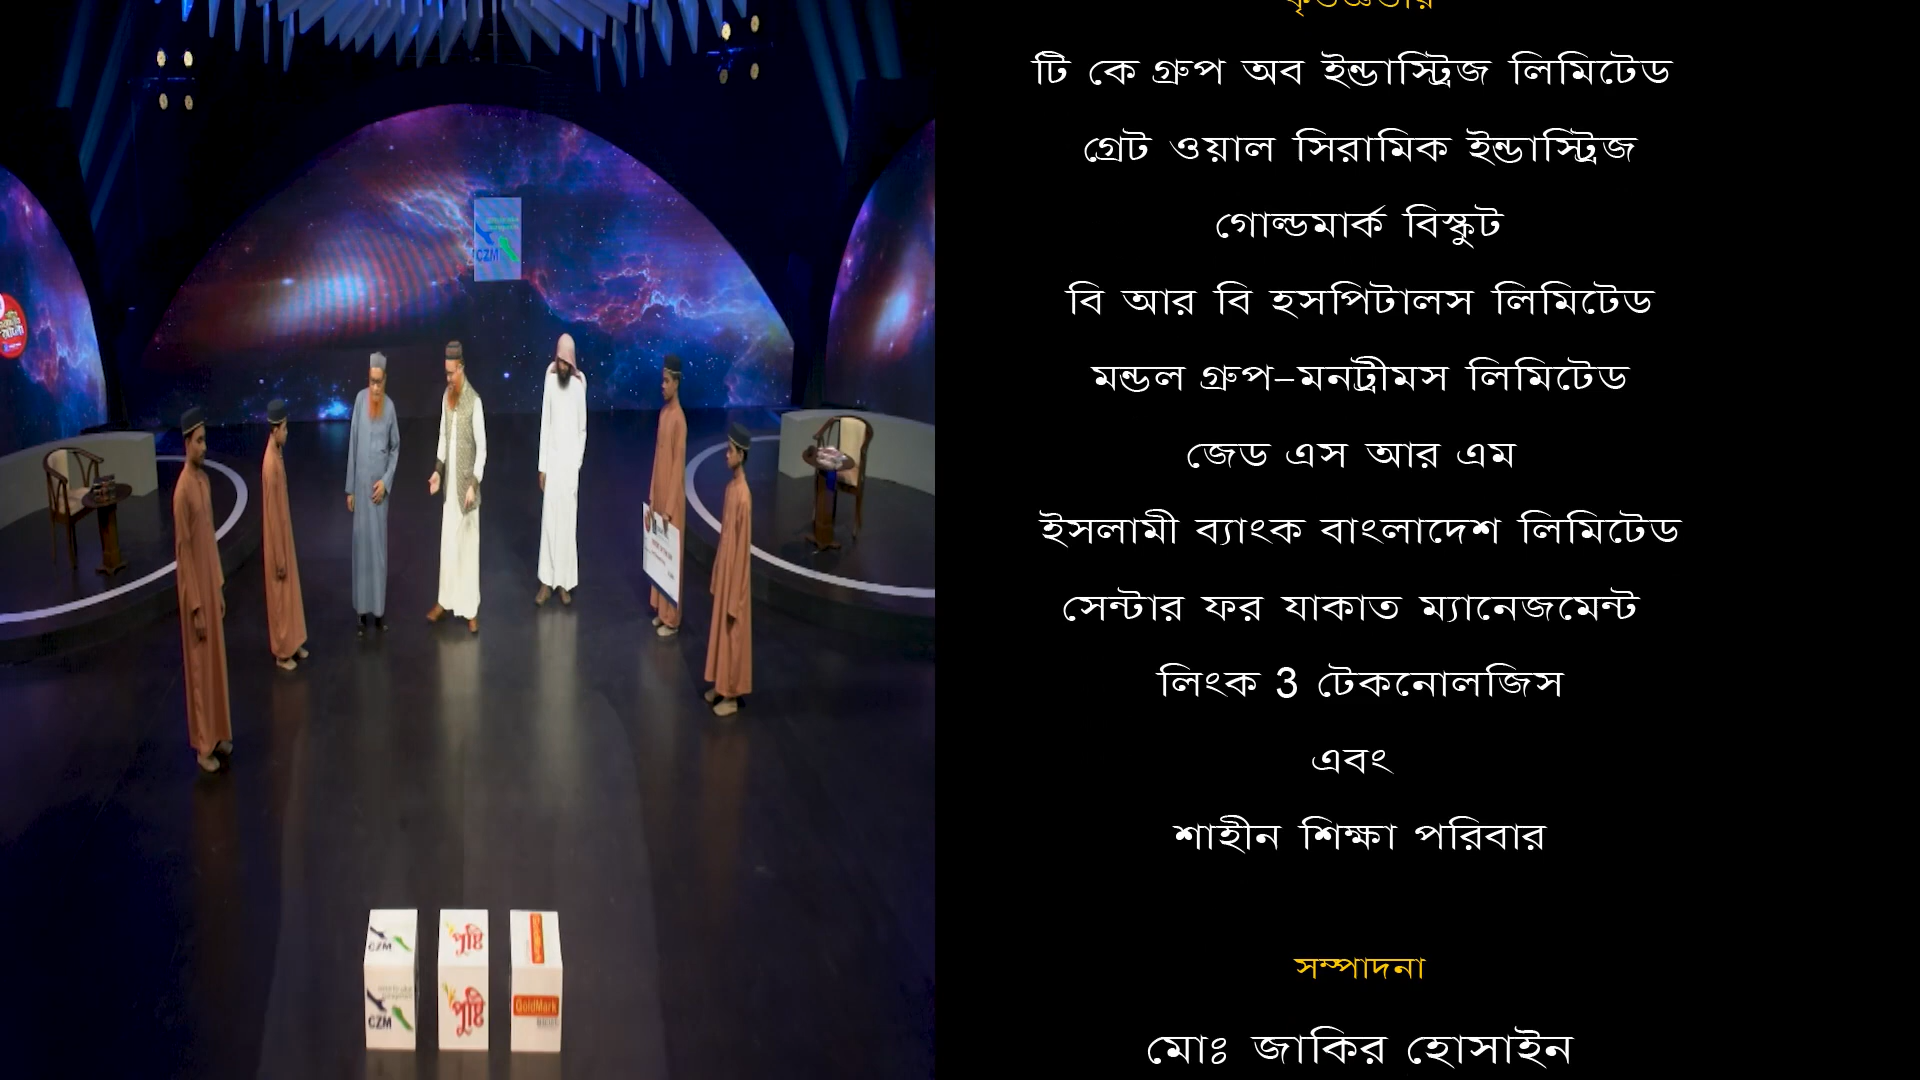 টি কে গ্রুপ অব ইন্ডাস্ট্রিজ লিমিটেড
গ্রেট ওয়াল সিরামিক ইন্ডাস্ট্রিজ
গোল্ডমার্ক বিস্কুট
বি আর বি হসপিটালস লিমিটেড
মন্ডল গ্রুপ-মনট্রীমস লিমিটেড
জেড এস আর এম
ইসলামী ব্যাংক বাংলাদেশ লিমিটেড
সেন্টার ফর যাকাত ম্যানেজমেন্ট
লিংক 3 টেকনোলজিস
এবং
শাহীন শিক্ষা পরিবার
সম্পাদনা
মোঃ জাকির হোসাইন
CZM
CZM
CZM
পুষ্টি
পুষ্টি
GoldMark
GoldMark